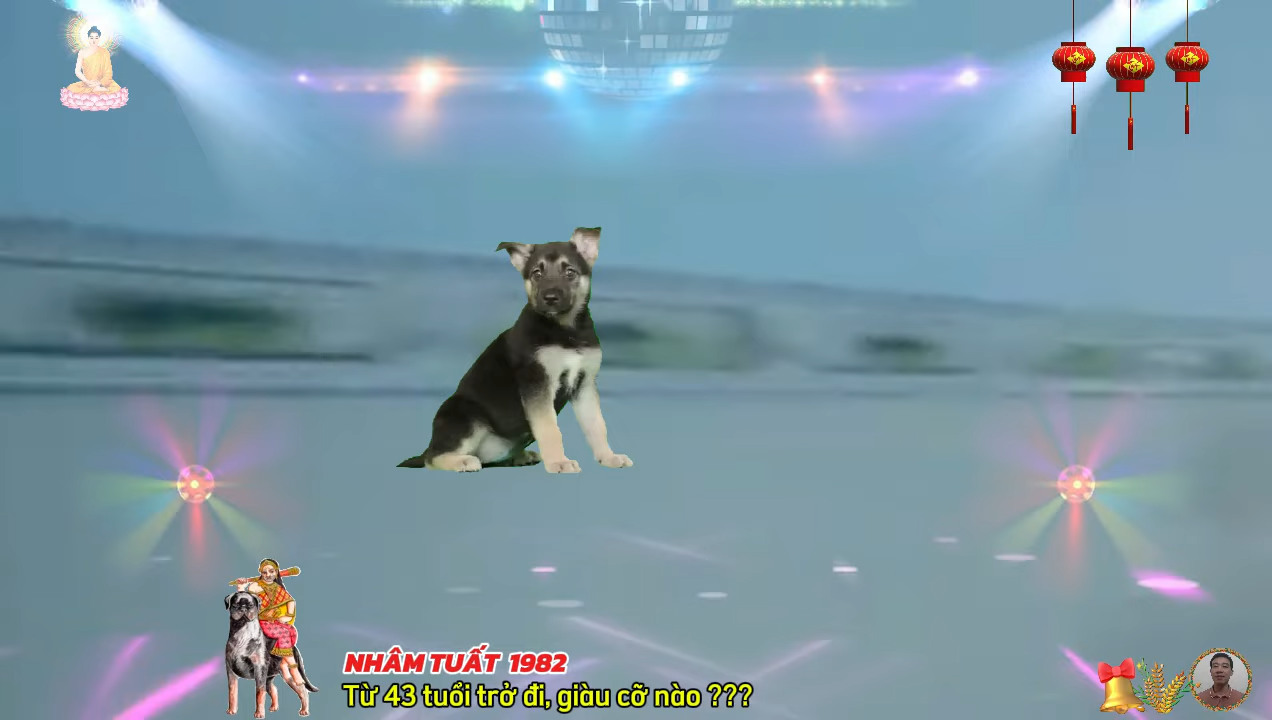 NHÂM TUẤT 1982
Từ 43 tuổi trở đi, giàu cỡ nào ???